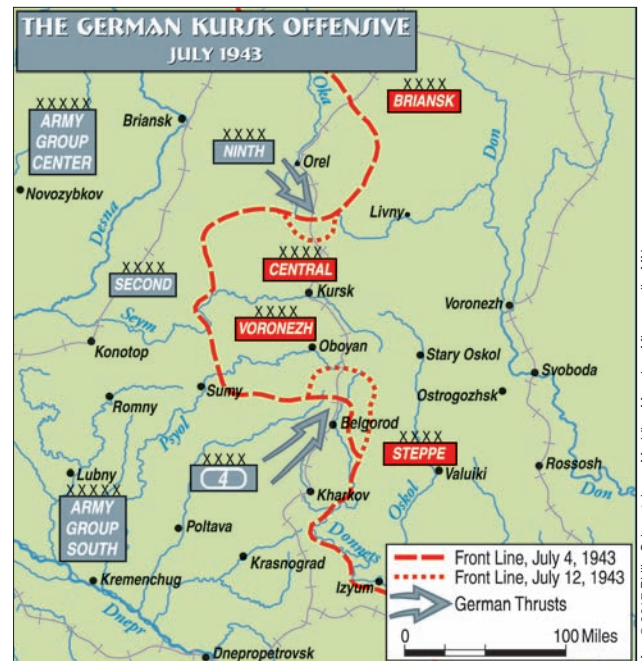 THE GERMAN KURSK OFFENSIVE
JULY 1943
Oka
XXXX
BRIANSK
XXXXX
ARMY
GROUP
CENTER
Briansk
XXXX
NINTH
Orel
Don
Novozybkov
Desna
Livny
XXXX
SECOND
XXXX
CENTRAL
Kursk
Voronezh
Seym
XXXX
VORONEZH
Konotop
Oboyan
Stary Oskol
Svoboda
Sumy
Ostrogozhsk
Romny
Psyol
Belgorod
XXXX
STEPPE
Lubny
XXXX
4
Valuiki
Rossosh
Don
XXXXX
ARMY
GROUP
SOUTH
Kharkov
Oskol
Poltava
Donnets
Krasnograd
Kremenchug
Izyum
Dnepr
Dnepropetrovsk
Front Line, July 4, 1943
Front Line, July 12, 1943
German Thrusts
0 100 Miles